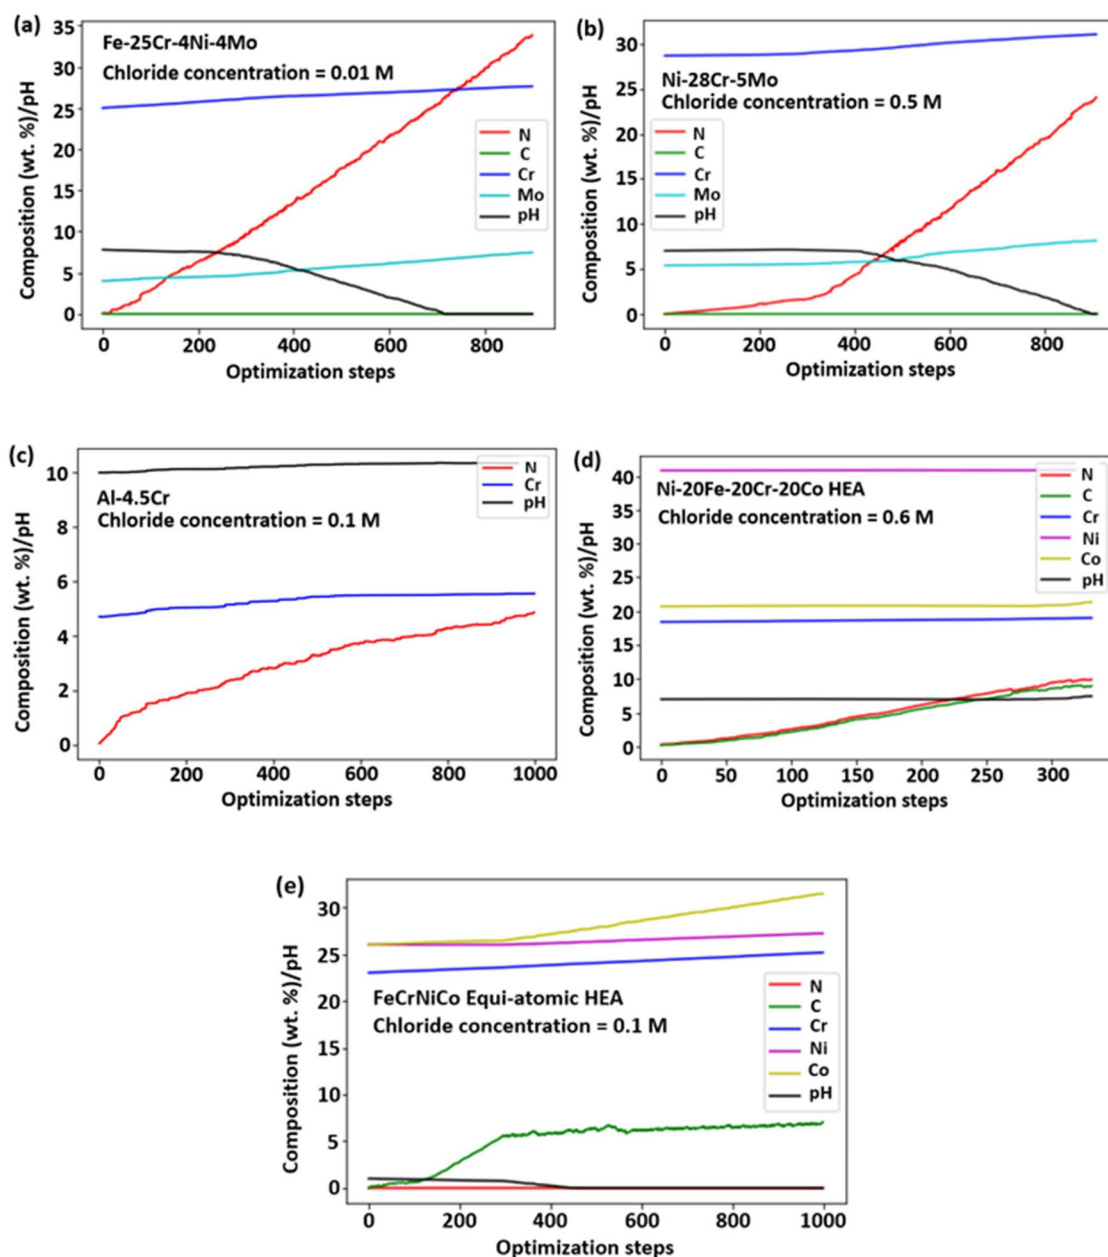 (a)
Fe-25Cr-4Ni-4Mo
Chloride concentration = 0.01 M
N
C
Cr
Mo
pH
Composition (wt. %)/pH
35
30
25
20
15
10
5
0
0 200 400 600 800
Optimization steps
(b)
Ni-28Cr-5Mo
Chloride concentration = 0.5 M
N
C
Cr
Mo
pH
Composition (wt. %)/pH
30
25
20
15
10
5
0
0 200 400 600 800
Optimization steps
(c)
Al-4.5Cr
Chloride concentration = 0.1 M
N
Cr
pH
Composition (wt. %)/pH
10
8
6
4
2
0
0 200 400 600 800 1000
Optimization steps
(d)
Ni-20Fe-20Cr-20Co HEA
Chloride concentration = 0.6 M
N
C
Cr
Ni
Co
pH
Composition (wt. %)/pH
40
35
30
25
20
15
10
5
0
0 50 100 150 200 250 300
Optimization steps
(e)
FeCrNiCo Equi-atomic HEA
Chloride concentration = 0.1 M
N
C
Cr
Ni
Co
pH
Composition (wt. %)/pH
30
25
20
15
10
5
0
0 200 400 600 800 1000
Optimization steps